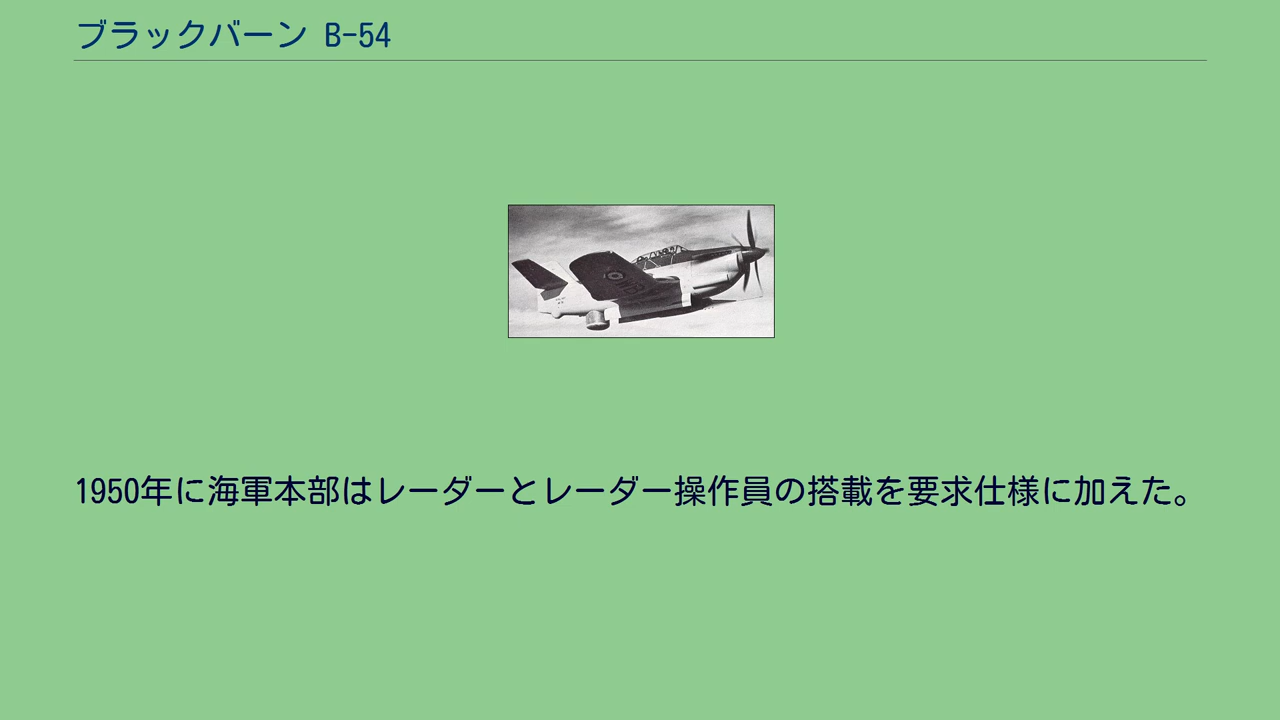 ブラックバーン B-54
1950年に海軍本部はレーダーとレーダー操作員の搭載を要求仕様に加えた。